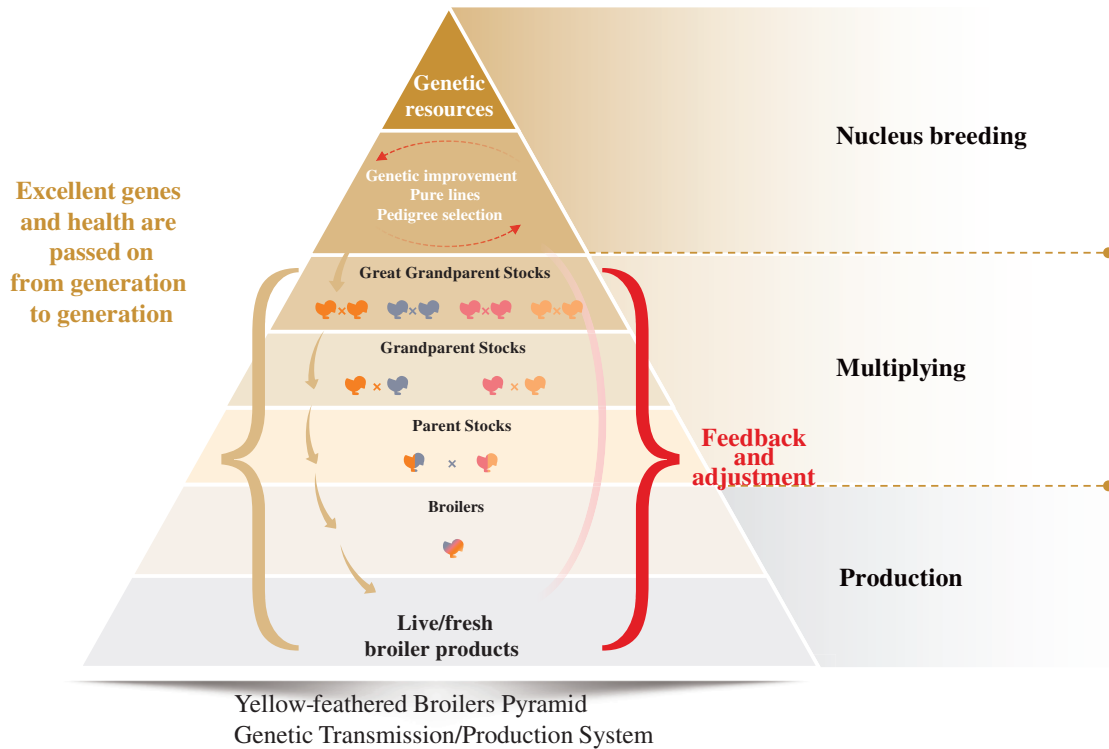 Genetic
resources
Nucleus breeding
Genetic improvement
Pure lines
Pedigree selection
Excellent genes
and health are
passed on
from generation
to generation
Great Grandparent Stocks
× × × ×
Grandparent Stocks
× ×
Multiplying
Parent Stocks
×
Feedback
and
adjustment
Broilers
Production
Live/fresh
broiler products
Yellow-feathered Broilers Pyramid
Genetic Transmission/Production System